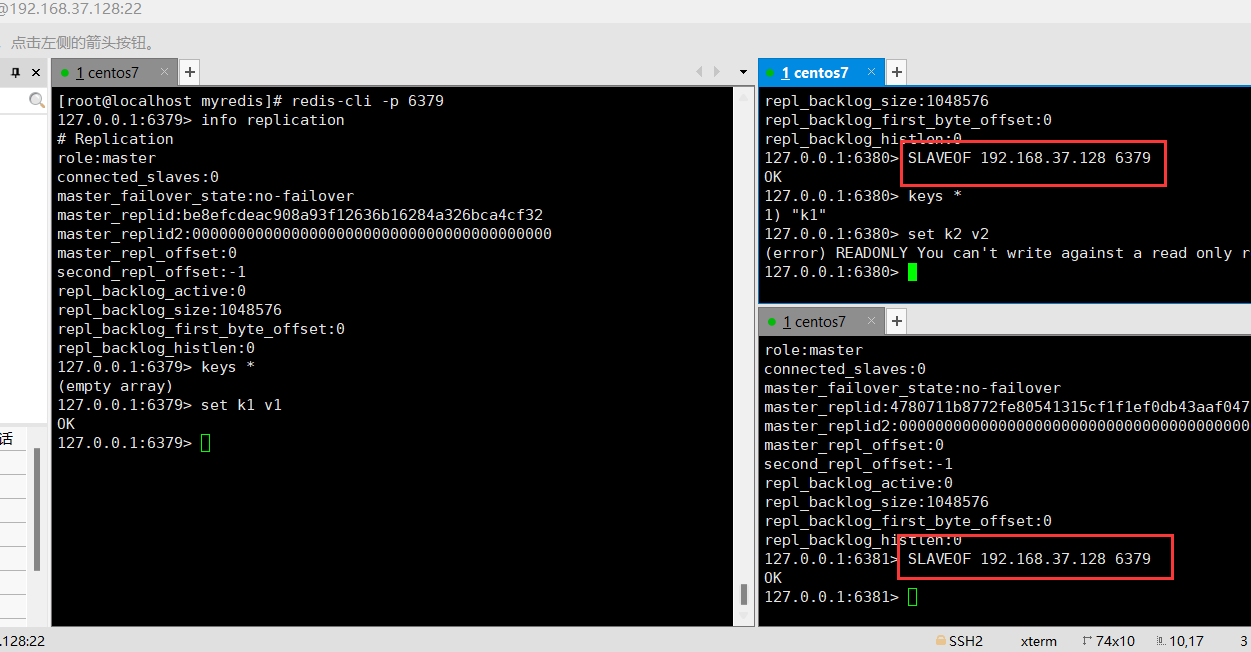 @192.168.37.128:22
点击左侧的箭头按钮。
1 centos7
[root@localhost myredis]# redis-cli -p 6379
127.0.0.1:6379> info replication
# Replication
role:master
connected_slaves:0
master_failover_state:no-failover
master_replid:be8efcdeac908a93f12636b16284a326bca4cf32
master_replid2:0000000000000000000000000000000000000000
master_repl_offset:0
second_repl_offset:-1
repl_backlog_active:0
repl_backlog_size:1048576
repl_backlog_first_byte_offset:0
repl_backlog_histlen:0
127.0.0.1:6379> keys *
(empty array)
127.0.0.1:6379> set k1 v1
OK
127.0.0.1:6379>
1 centos7
repl_backlog_size:1048576
repl_backlog_first_byte_offset:0
repl_backlog_histlen:0
127.0.0.1:6380> SLAVEOF 192.168.37.128 6379
OK
127.0.0.1:6380> keys *
1) "k1"
127.0.0.1:6380> set k2 v2
(error) READONLY You can't write against a read only r
127.0.0.1:6380>
1 centos7
role:master
connected_slaves:0
master_failover_state:no-failover
master_replid:4780711b8772fe80541315cf1f1ef0db43aaf047
master_replid2:000000000000000000000000000000000000000
master_repl_offset:0
second_repl_offset:-1
repl_backlog_active:0
repl_backlog_size:1048576
repl_backlog_first_byte_offset:0
repl_backlog_histlen:0
127.0.0.1:6381> SLAVEOF 192.168.37.128 6379
OK
127.0.0.1:6381>
话
.128:22
SSH2 xterm 74x10 10,17 3